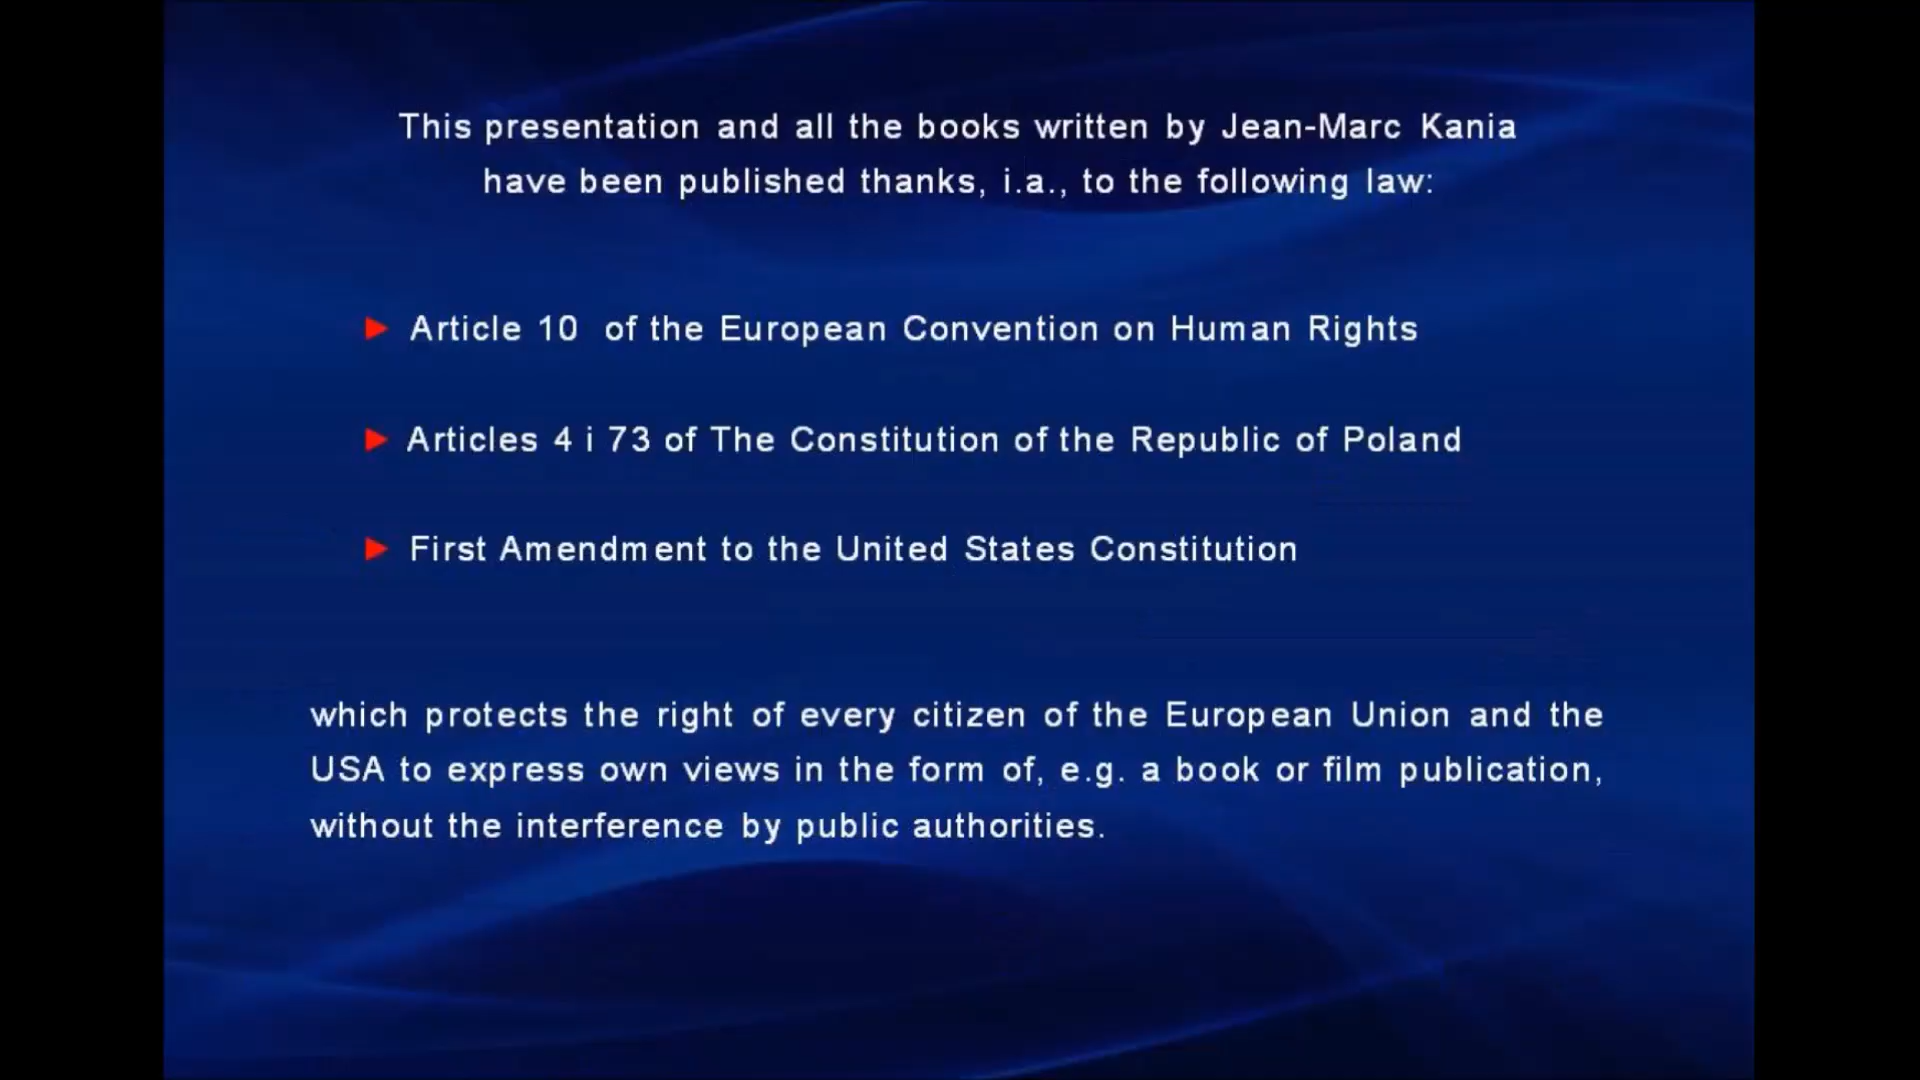 This presentation and all the books written by Jean-Marc Kania
have been published thanks, i.a., to the following law:
► Article 10 of the European Convention on Human Rights
► Articles 4 i 73 of The Constitution of the Republic of Poland
► First Amendment to the United States Constitution
which protects the right of every citizen of the European Union and the
USA to express own views in the form of, e.g. a book or film publication,
without the interference by public authorities.